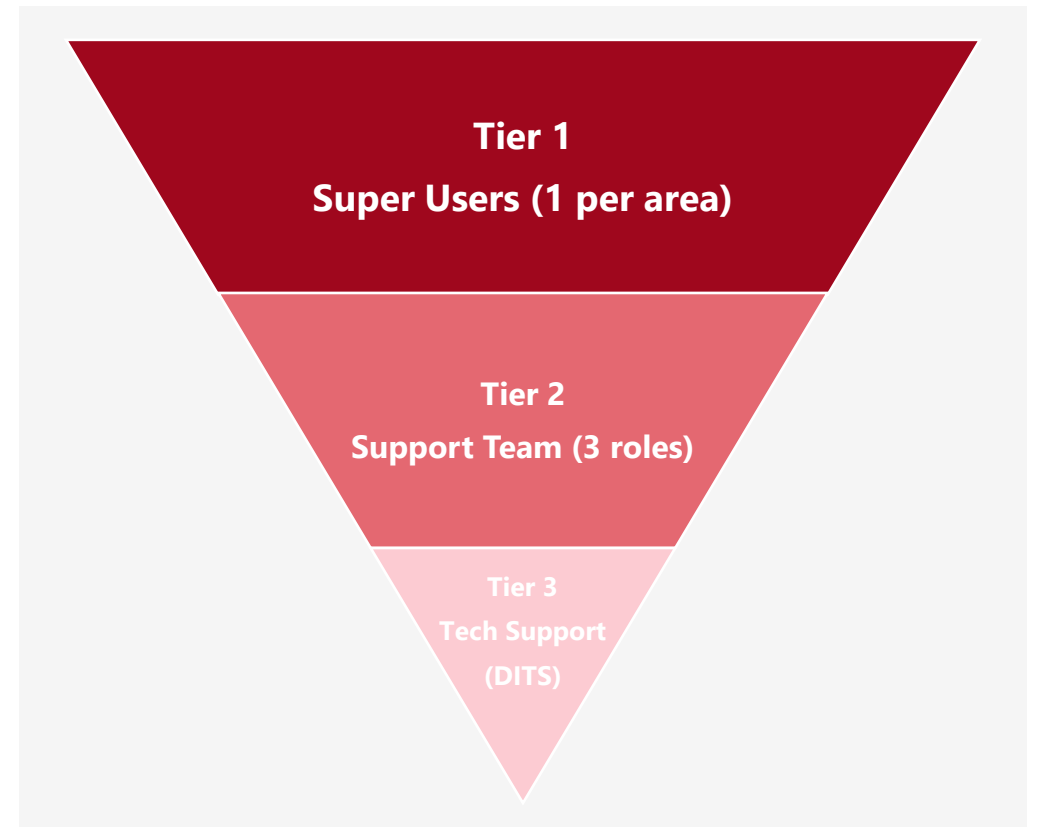 Tier 1
Super Users (1 per area)
Tier 2
Support Team (3 roles)
Tier 3
Tech Support
(DITS)